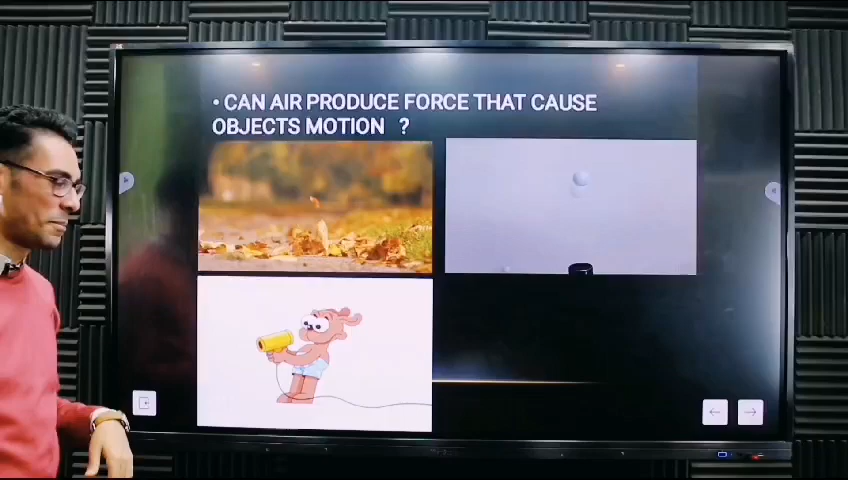 • CAN AIR PRODUCE FORCE THAT CAUSE
OBJECTS MOTION ?